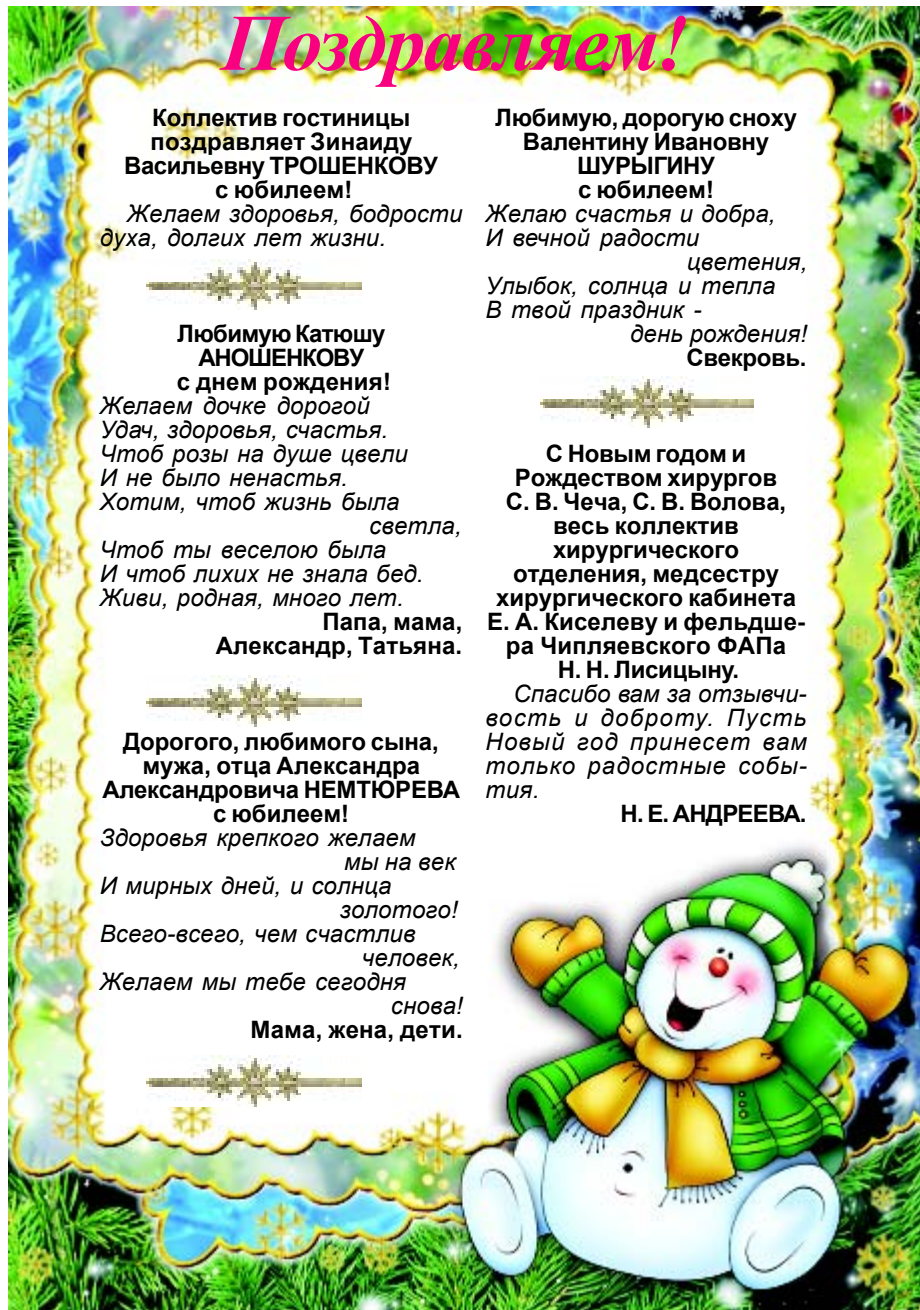 Поздравляем!
Коллектив гостиницы
поздравляет Зинаиду
Васильевну ТРОШЕНКОВУ
с юбилеем!
Желаем здоровья, бодрости
духа, долгих лет жизни.
Любимую Катюшу
АНОШЕНКОВУ
с днем рождения!
Желаем дочке дорогой
Удач, здоровья, счастья.
Чтоб розы на душе цвели
И не было ненастья.
Хотим, чтоб жизнь была
светла,
Чтоб ты веселою была
И чтоб лихих не знала бед.
Живи, родная, много лет.
Папа, мама,
Александр, Татьяна.
Дорогого, любимого сына,
мужа, отца Александра
Александровича НЕМТЮРЕВА
с юбилеем!
Здоровья крепкого желаем
мы на век
И мирных дней, и солнца
золотого!
Всего-всего, чем счастлив
человек,
Желаем мы тебе сегодня
снова!
Мама, жена, дети.
Любимую, дорогую сноху
Валентину Ивановну
ШУРЫГИНУ
с юбилеем!
Желаю счастья и добра,
И вечной радости
цветения,
Улыбок, солнца и тепла
В твой праздник -
день рождения!
Свекровь.
С Новым годом и
Рождеством хирургов
С. В. Чеча, С. В. Волова,
весь коллектив
хирургического
отделения, медсестру
хирургического кабинета
Е. А. Киселеву и фельдше-
ра Чипляевского ФАПа
Н. Н. Лисицыну.
Спасибо вам за отзывчи-
вость и доброту. Пусть
Новый год принесет вам
только радостные собы-
тия.
Н. Е. АНДРЕЕВА.